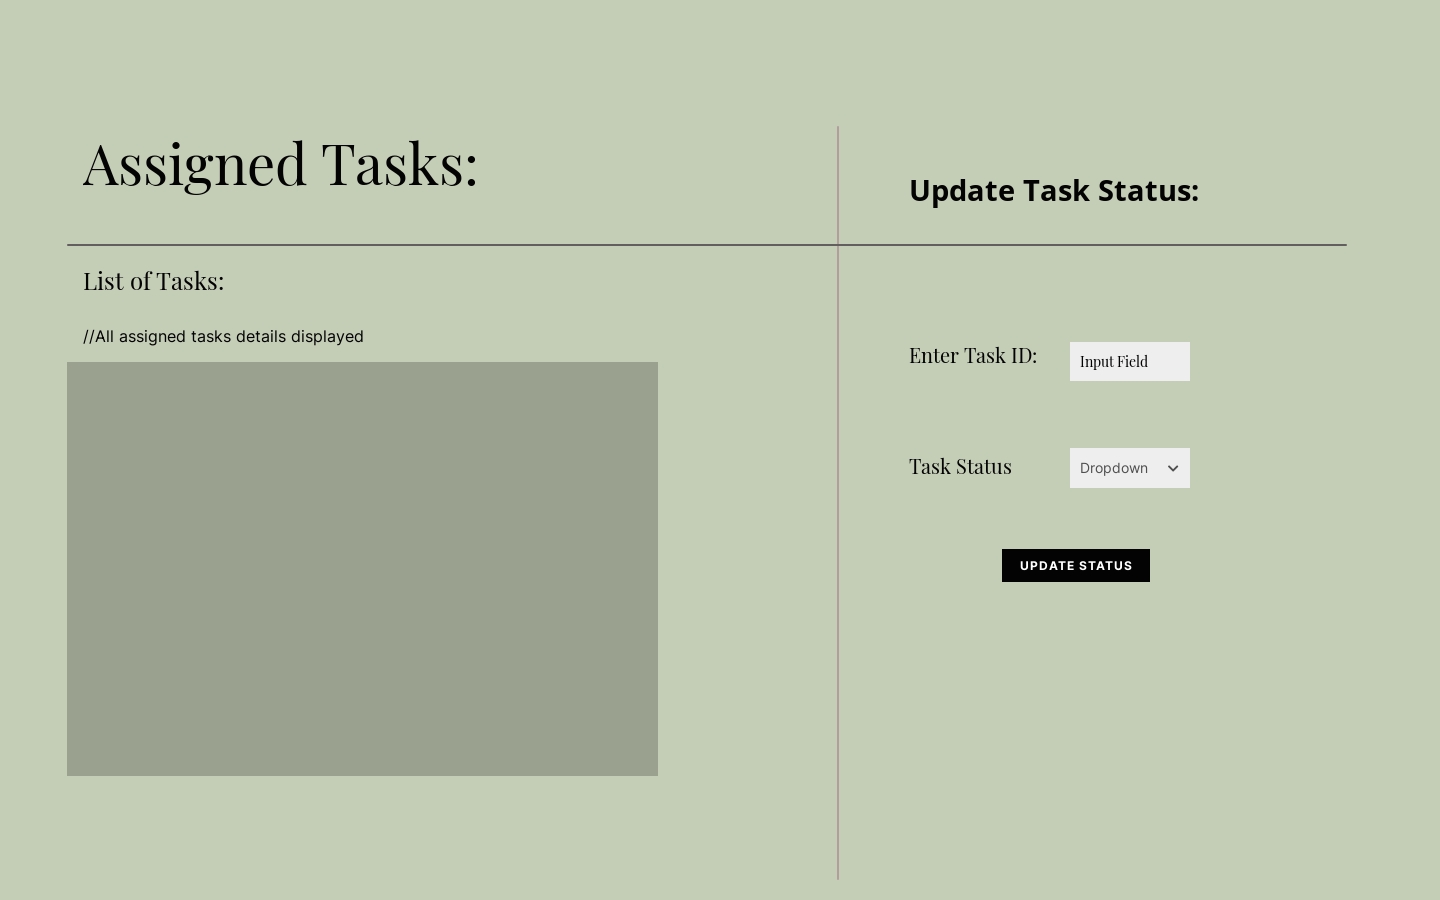 Assigned Tasks:
List of Tasks:
//All assigned tasks details displayed
Update Task Status:
Enter Task ID:
Input Field
Task Status
Dropdown
UPDATE STATUS